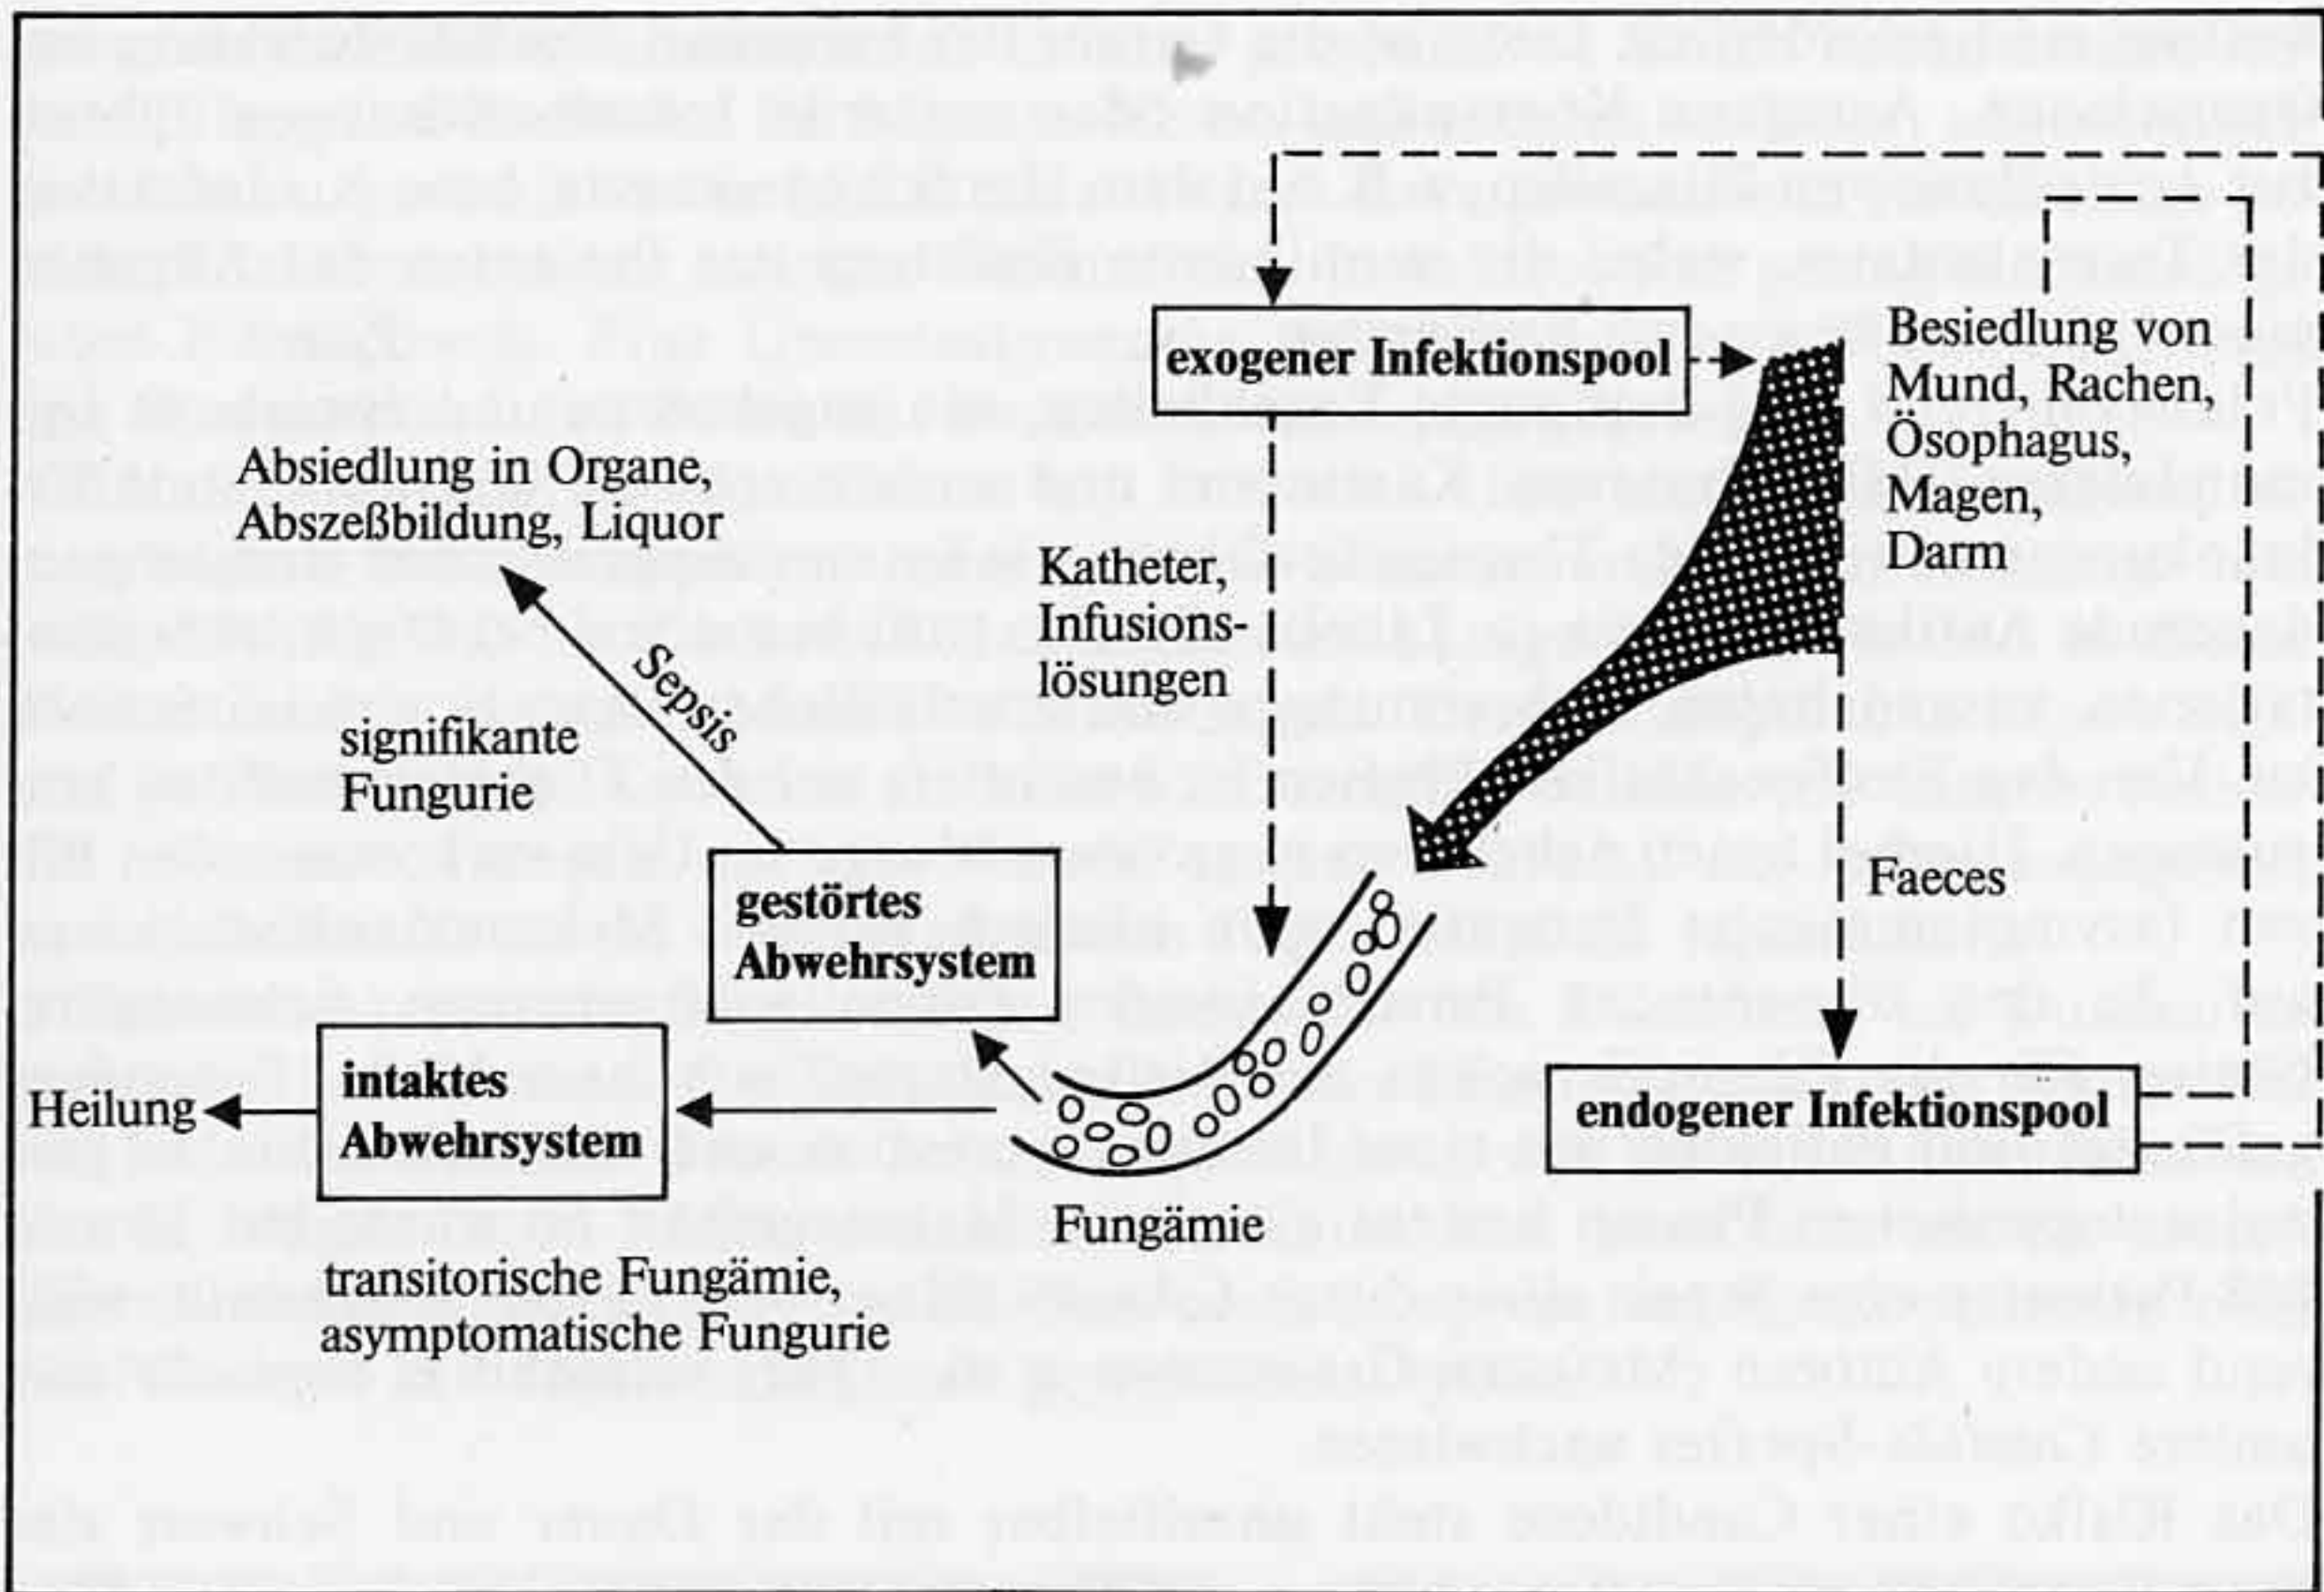 exogener Infektionspool
Besiedlung von
Mund, Rachen,
Ösophagus,
Magen,
Darm
Absiedlung in Organe,
Abszeßbildung, Liquor
Katheter,
Infusions-
lösungen
Sepsis
signifikante
Fungurie
gestörtes
Abwehrsystem
Faeces
Heilung
intaktes
Abwehrsystem
endogener Infektionspool
Fungämie
transitorische Fungämie,
asymptomatische Fungurie